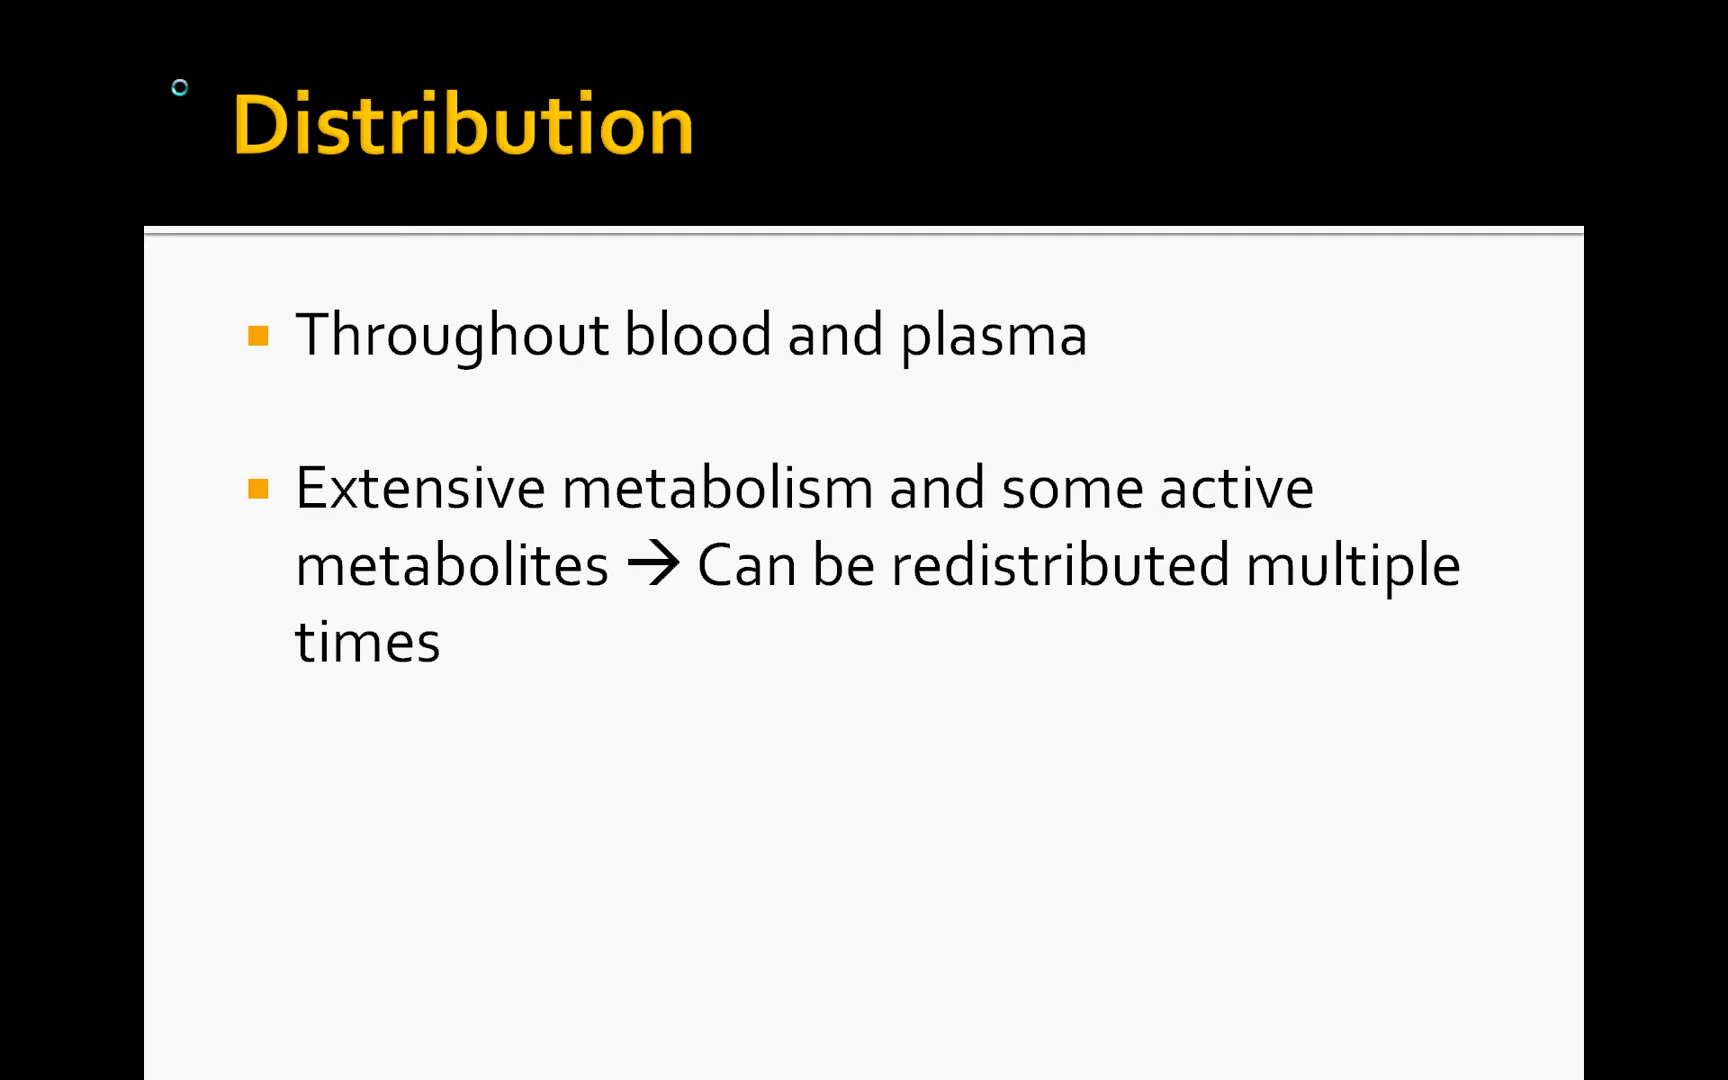 Distribution
Throughout blood and plasma
Extensive metabolism and some active
metabolites → Can be redistributed multiple
times